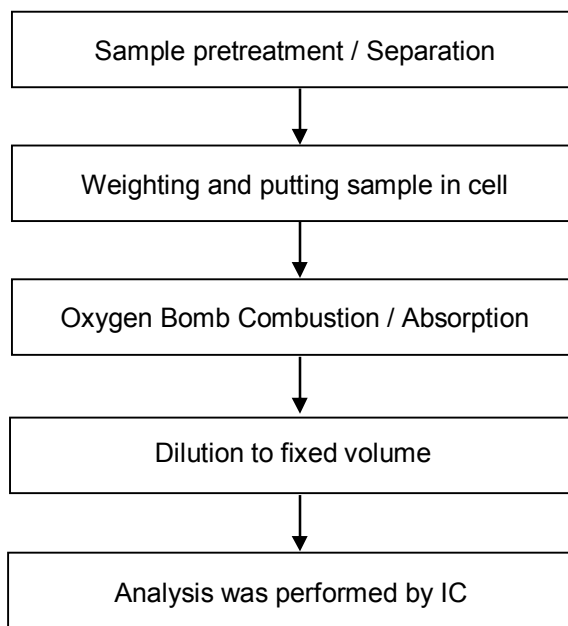 Sample pretreatment / Separation
Weighting and putting sample in cell
Oxygen Bomb Combustion / Absorption
Dilution to fixed volume
Analysis was performed by IC